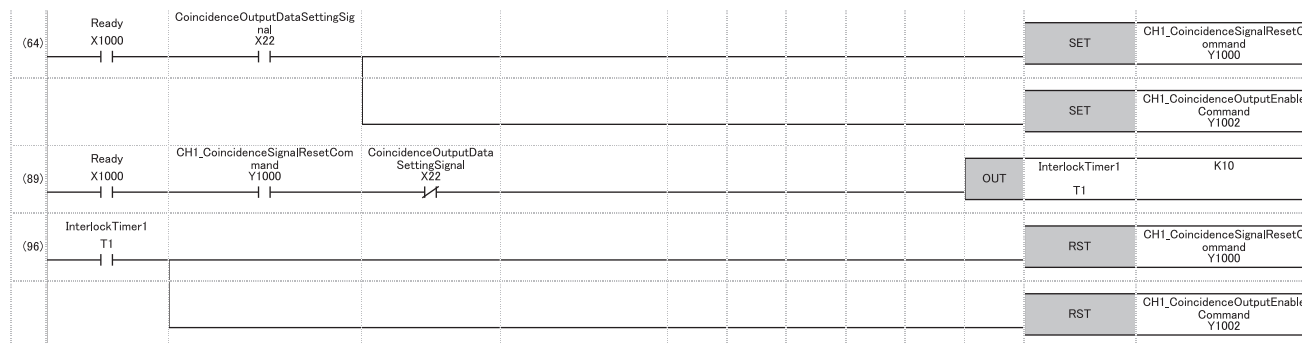 Ready
X1000
CoincidenceOutputDataSettingSig
nal
X22
(64)
SET
CH1_CoincidenceSignalResetC
ommand
Y1000
SET
CH1_CoincidenceOutputEnable
Command
Y1002
Ready
X1000
CH1_CoincidenceSignalResetCom
mand
Y1000
CoincidenceOutputData
SettingSignal
X22
(89)
OUT
InterlockTimer1
T1
K10
InterlockTimer1
T1
(96)
RST
CH1_CoincidenceSignalResetC
ommand
Y1000
RST
CH1_CoincidenceOutputEnable
Command
Y1002